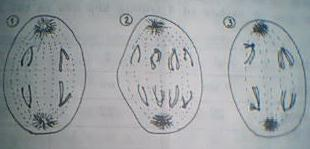 ① ② ③